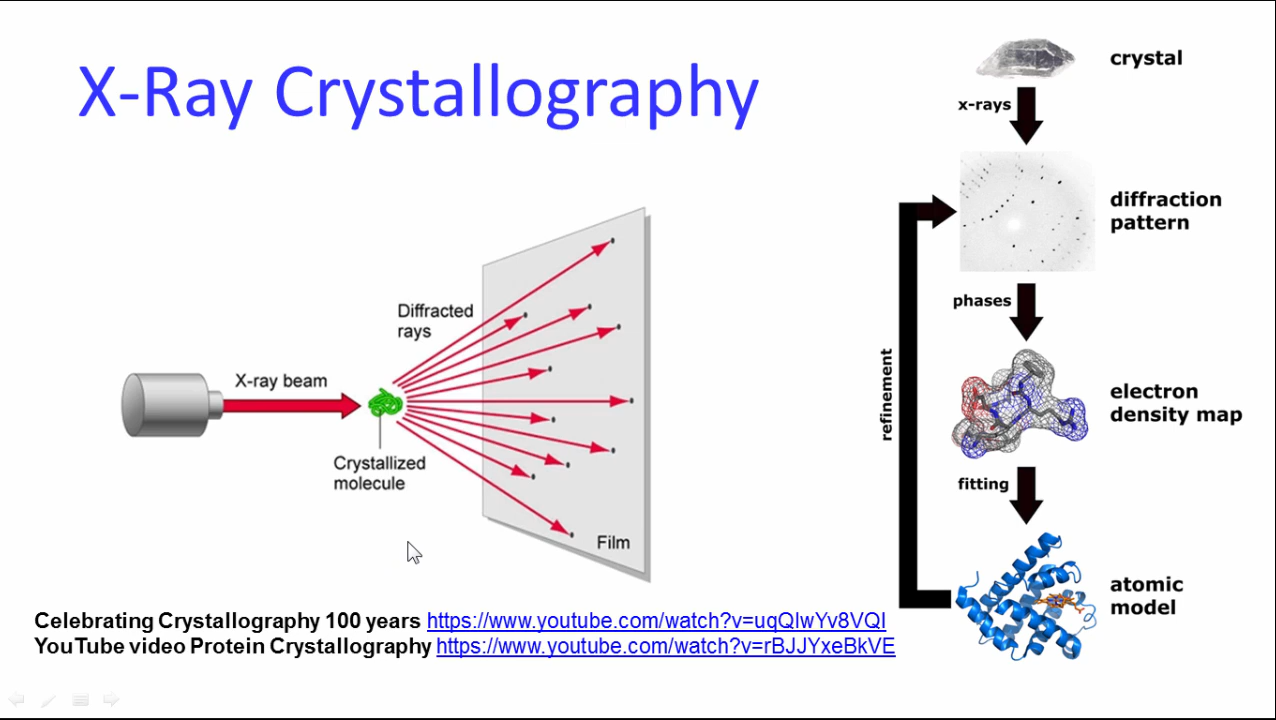 X-Ray Crystallography
Diffracted
rays
X-ray beam
Crystallized
molecule
Film
crystal
x-rays
diffraction
pattern
phases
electron
density map
refinement
fitting
atomic
model
Celebrating Crystallography 100 years https://www.youtube.com/watch?v=uqQlwYv8VQI
YouTube video Protein Crystallography https://www.youtube.com/watch?v=rBJJYxeBkVE